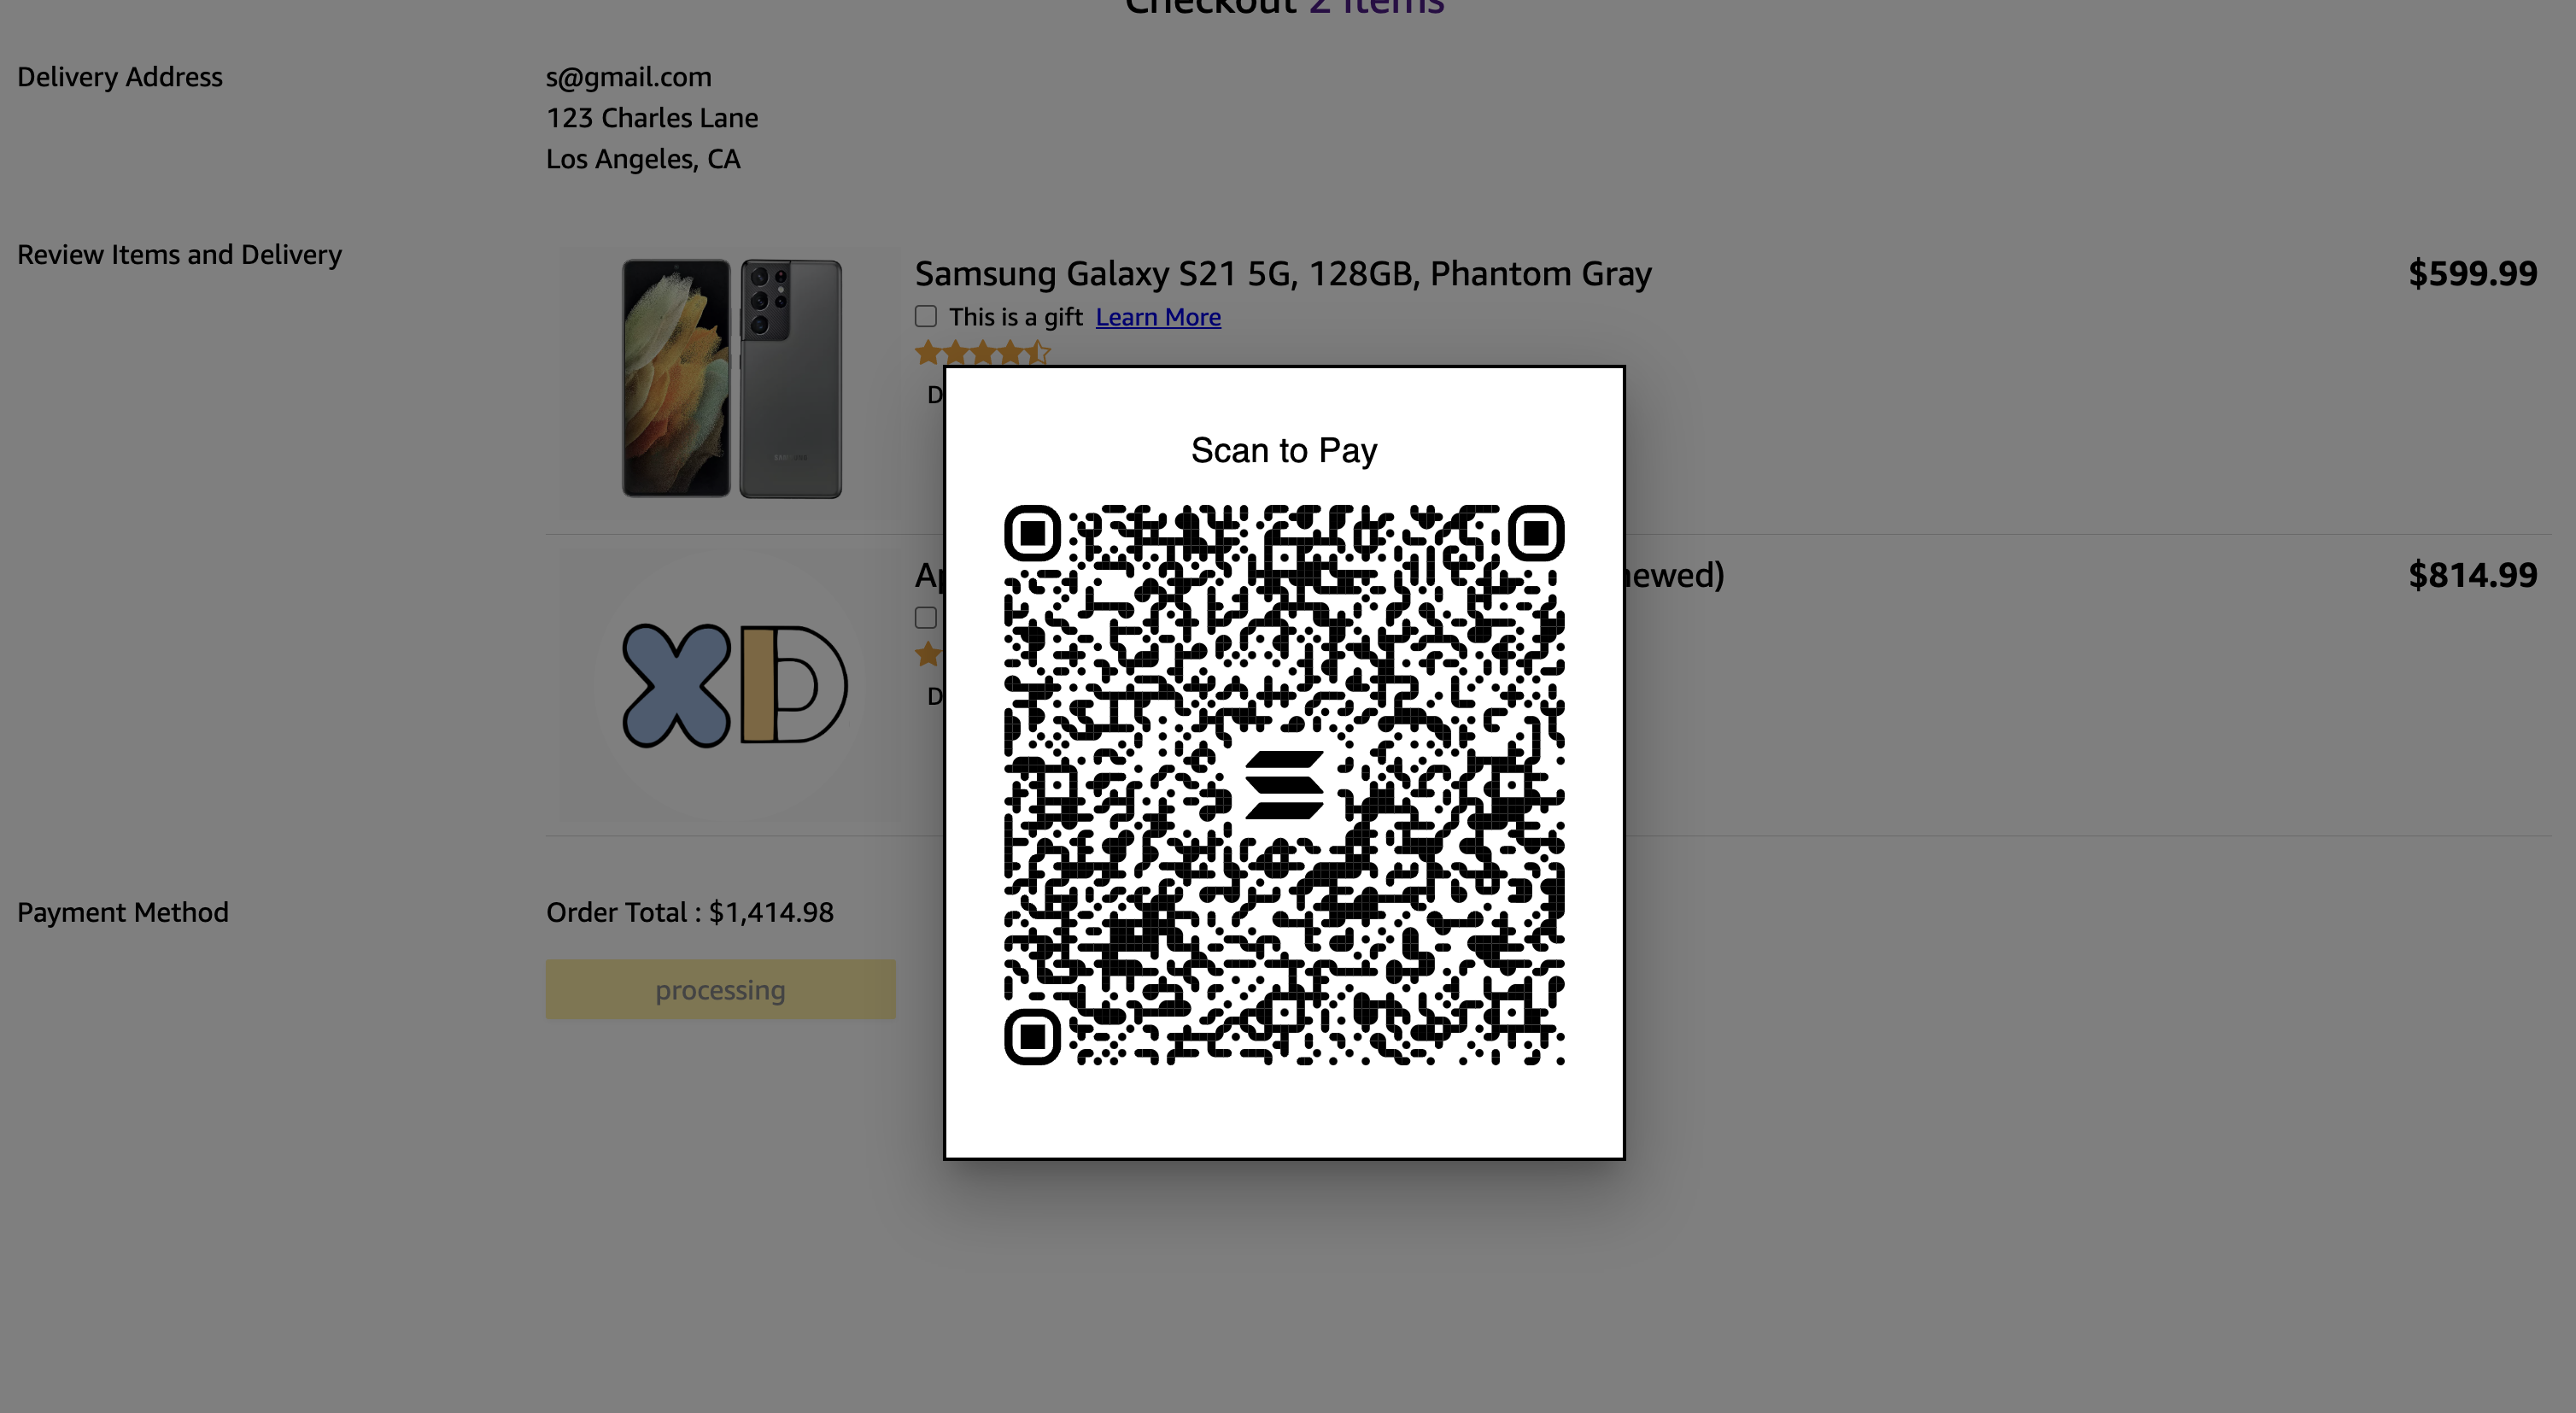 Checkout 2 items
Delivery Address
s@gmail.com
123 Charles Lane
Los Angeles, CA
Review Items and Delivery
Samsung Galaxy S21 5G, 128GB, Phantom Gray
$599.99
This is a gift Learn More
Scan to Pay
$814.99
XD
Payment Method
Order Total : $1,414.98
processing